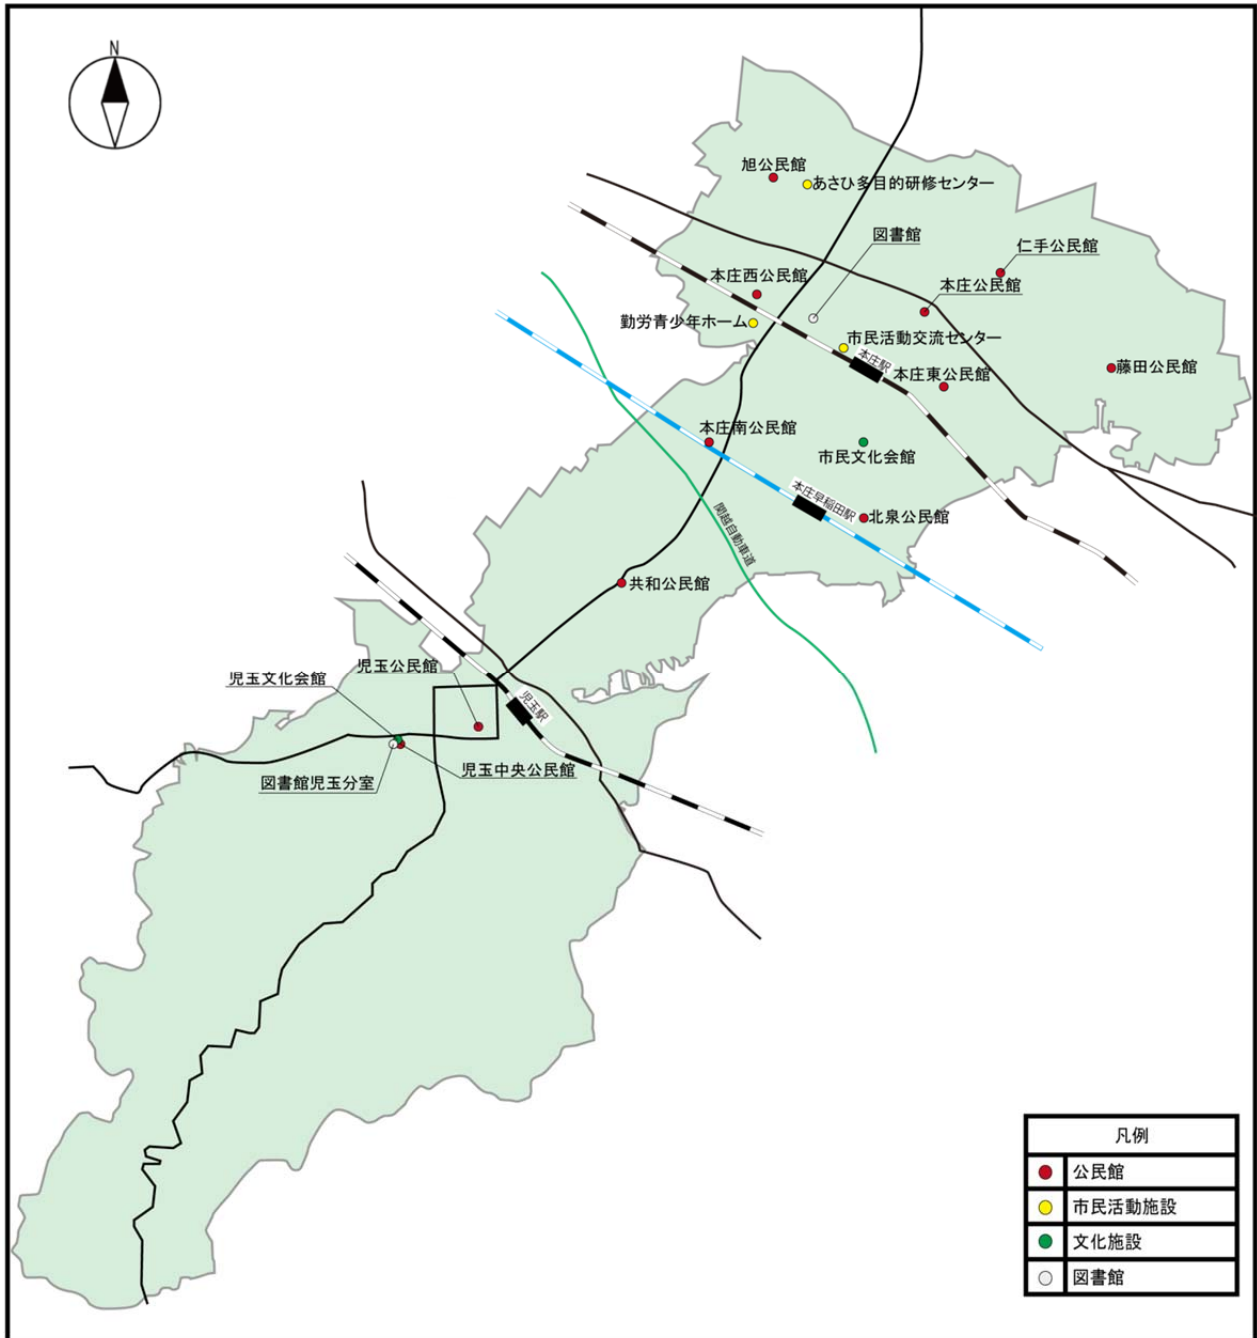 N
旭公民館
あさひ多目的研修センター
図書館
仁手公民館
本庄西公民館
本庄公民館
勤労青少年ホーム
市民活動交流センター
本庄駅
藤田公民館
本庄東公民館
本庄南公民館
市民文化会館
本庄早稲田駅
北泉公民館
関越自動車道
共和公民館
児玉公民館
児玉文化会館
児玉駅
児玉中央公民館
図書館児玉分室
凡例
公民館
市民活動施設
文化施設
図書館